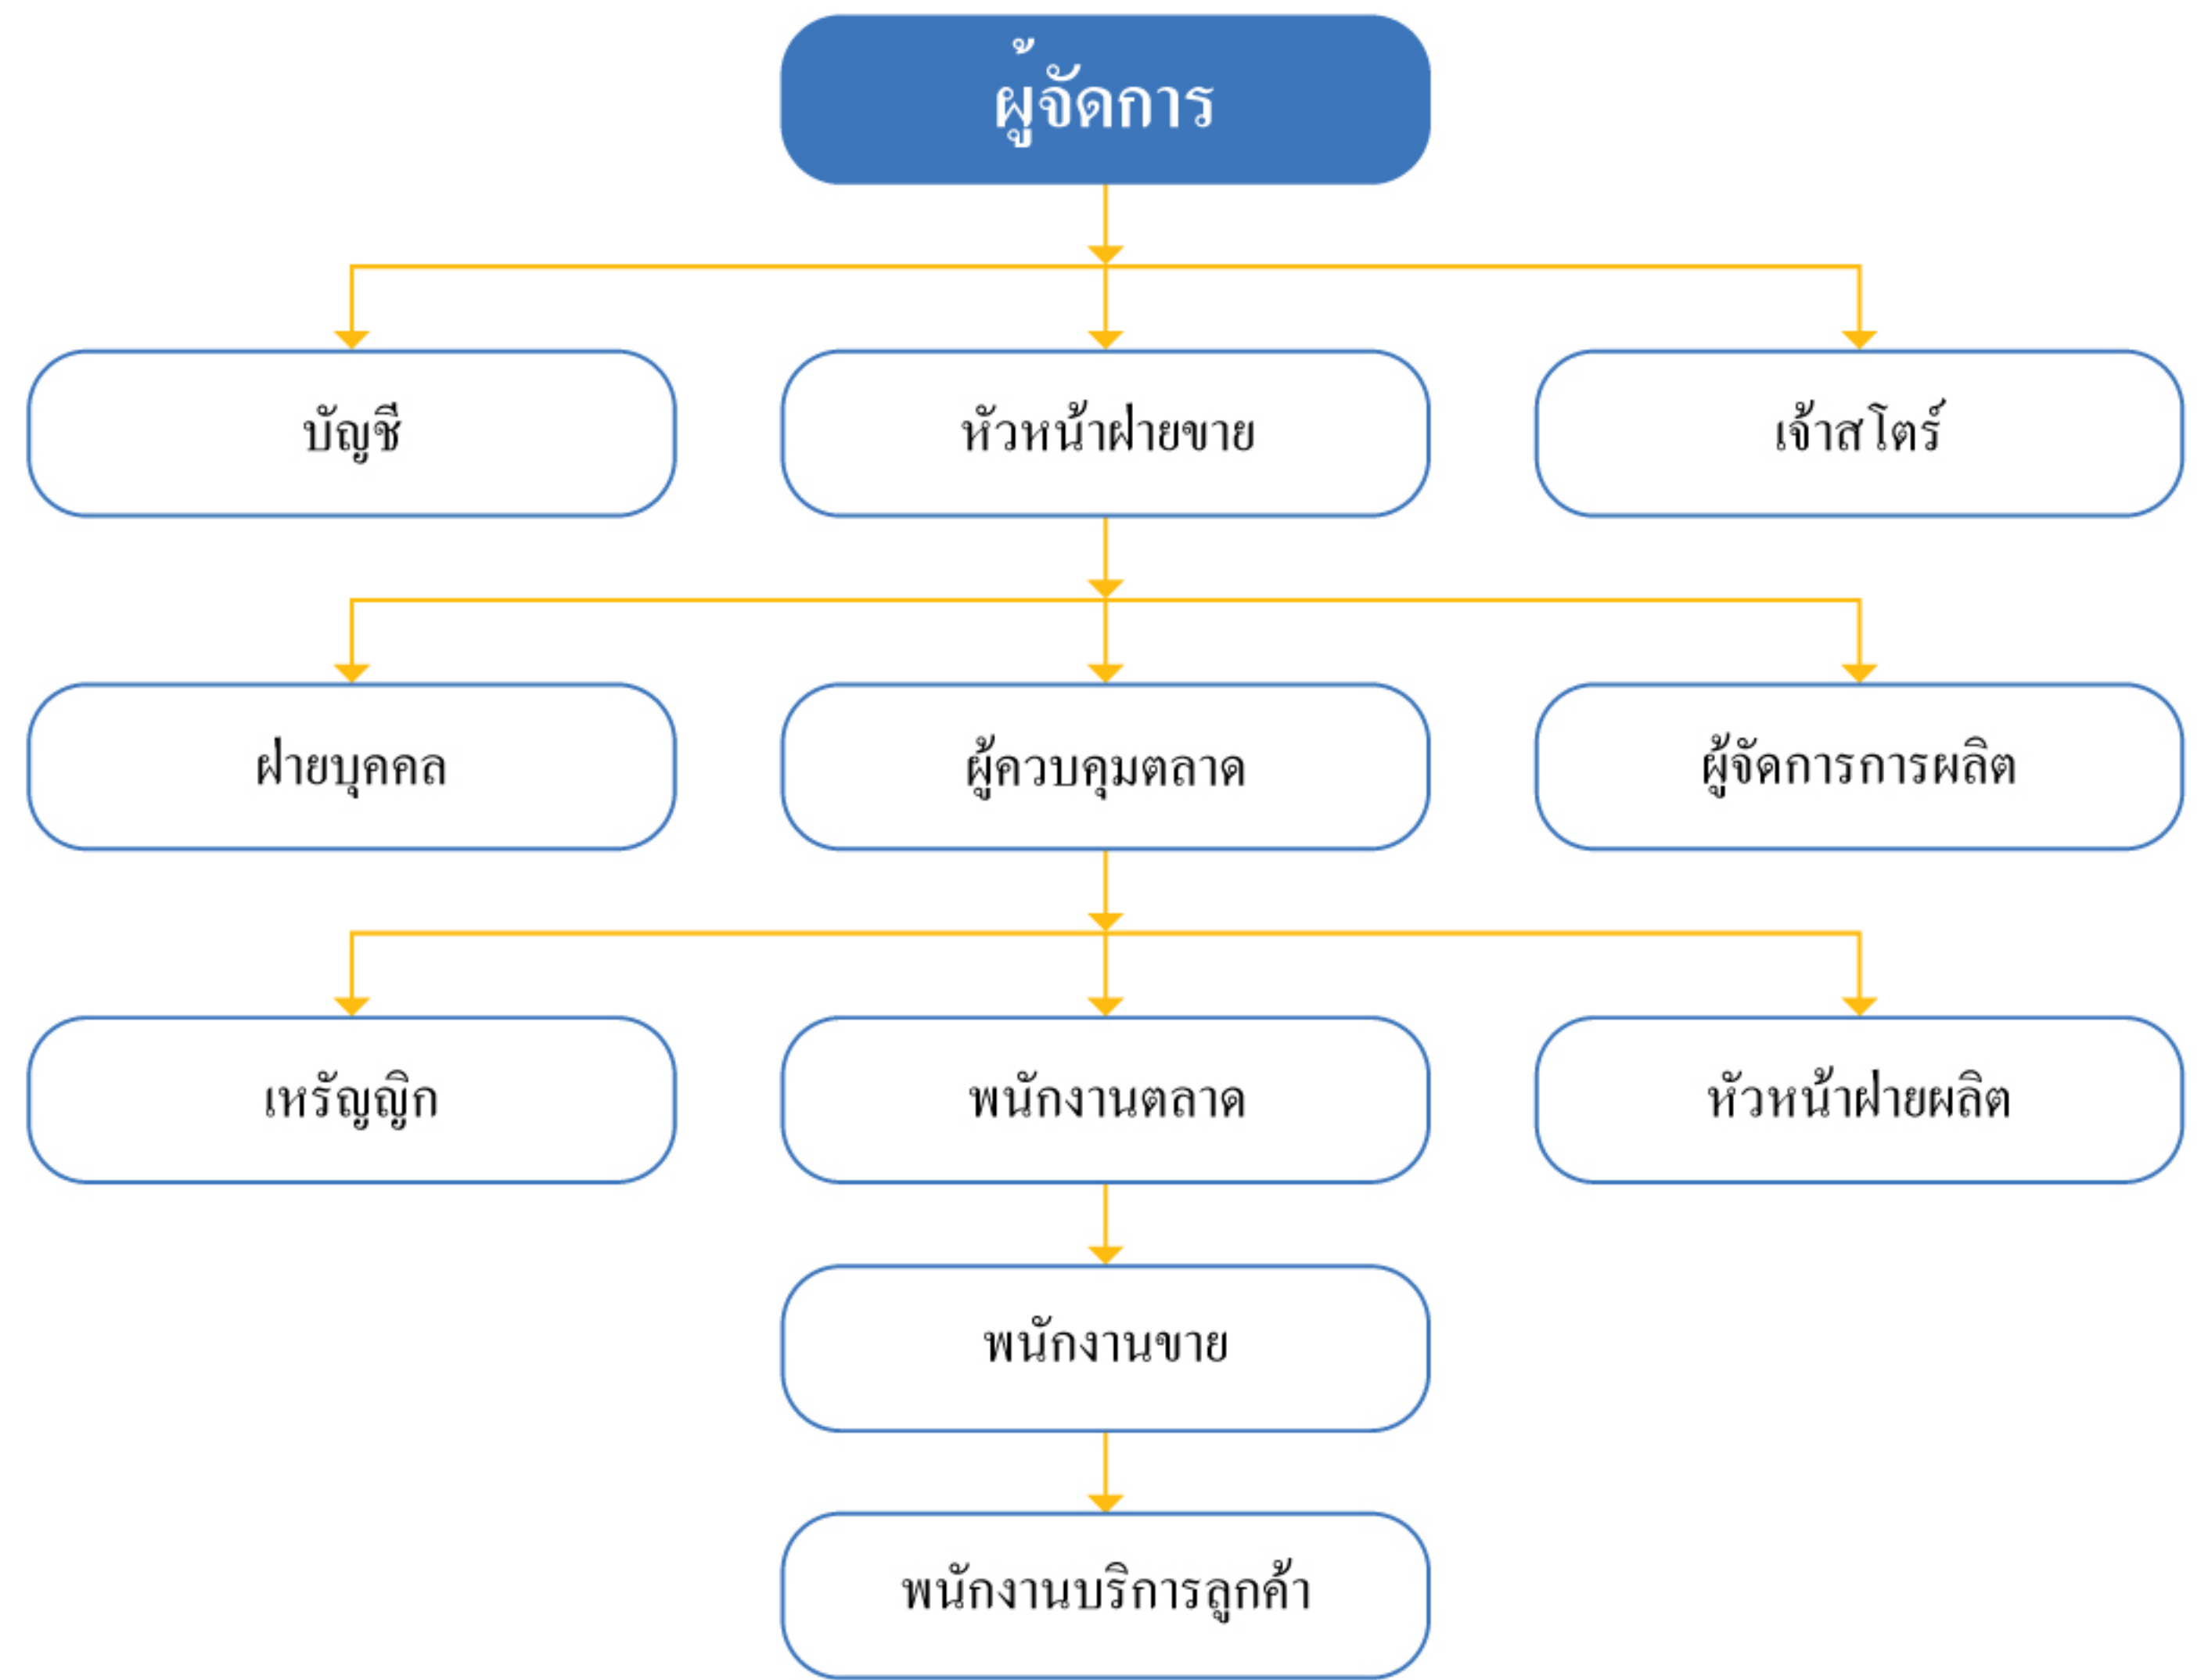 ผู้จัดการ
บัญชี
หัวหน้าฝ่ายขาย
เจ้าสโตร์
ฝ่ายบุคคล
ผู้ควบคุมตลาด
ผู้จัดการการผลิต
เหรัญญิก
พนักงานตลาด
หัวหน้าฝ่ายผลิต
พนักงานขาย
พนักงานบริการลูกค้า